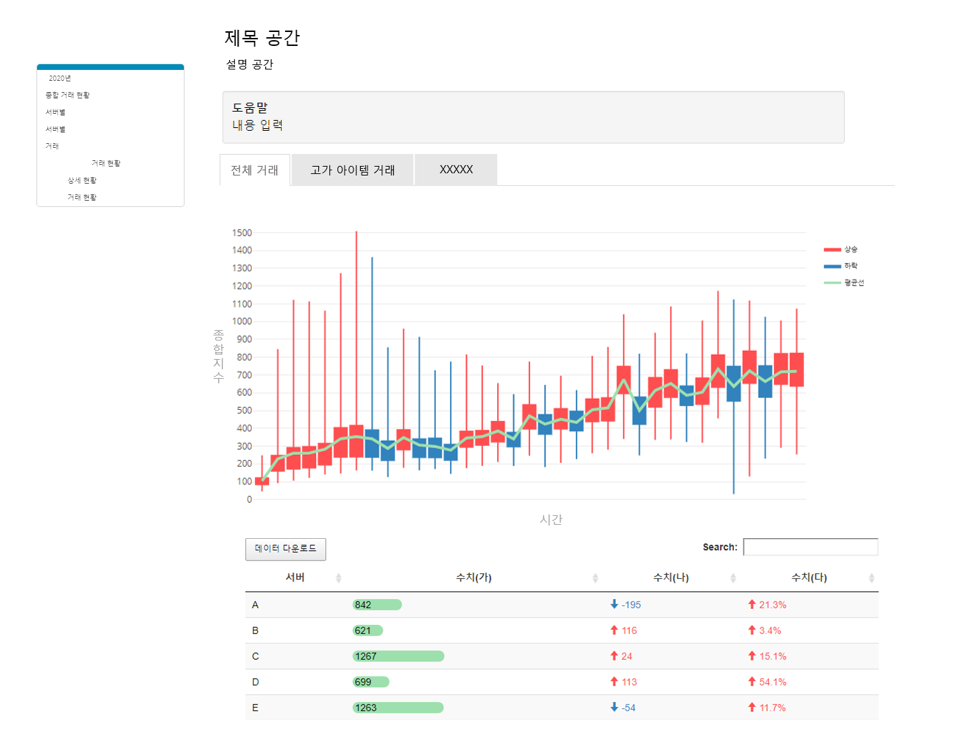 제목 공간
설명 공간
2020년
종합 거래 현황
서버별
서버별
거래
거래 현황
상세 현황
거래 현황
도움말
내용 입력
전체 거래 고가 아이템 거래 XXXXX
1500
1400
1300
1200
1100
1000
900
800
700
600
500
400
300
200
100
0
종합지수
시간
상승
하락
평균선
데이터 다운로드 Search:
서버 수치(가) 수치(나) 수치(다)
A 842 -195 21.3%
B 621 116 3.4%
C 1267 24 15.1%
D 699 113 54.1%
E 1263 -54 11.7%